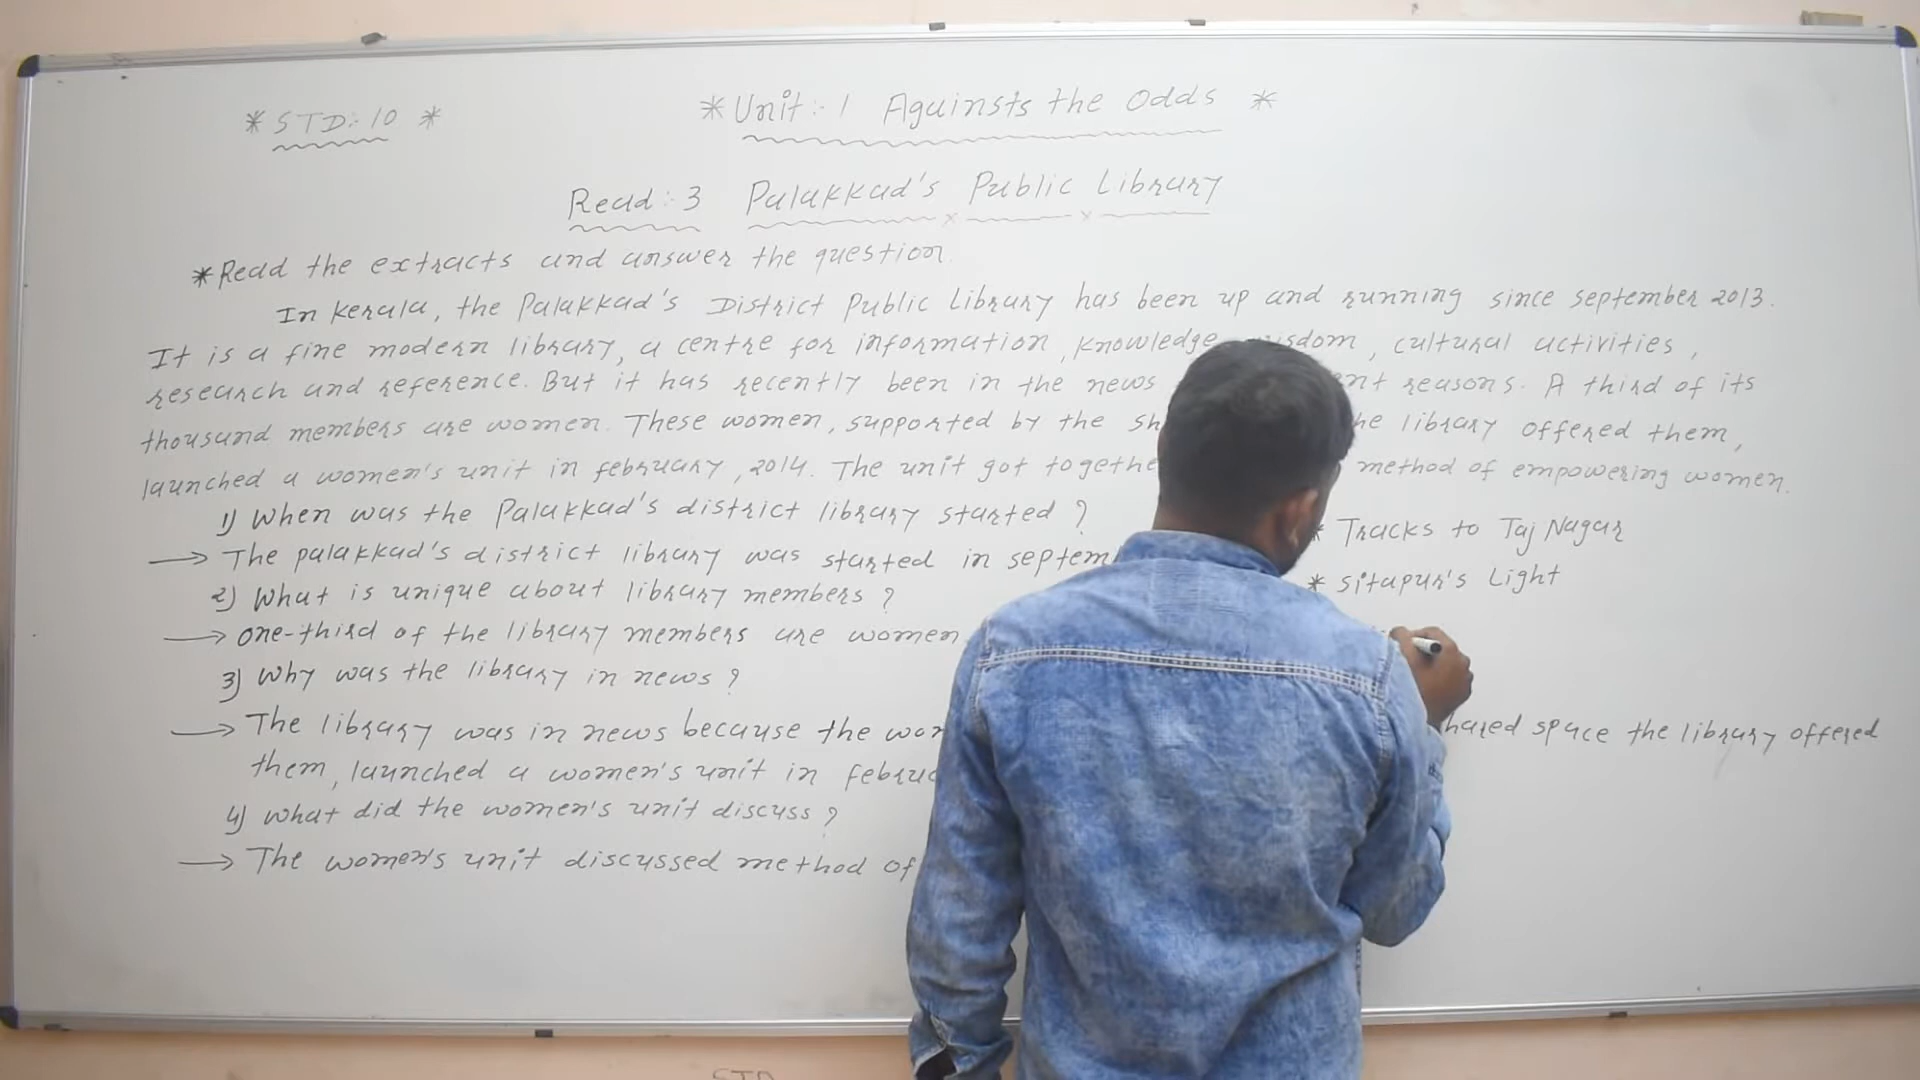 * STD:- 10 *
* Unit:- 1 Againsts the Odds *
Read:- 3 Palakkad's Public Library
* Read the extracts and answer the question.
In Kerala, the Palakkad's District Public Library has been up and running since september 2013.
It is a fine modern library, a centre for information, knowledge, wisdom, cultural activities,
research and reference. But it has recently been in the news reasons. A third of its
thousand members are women. These women, supported by the library offered them,
launched a women's unit in february, 2014. The unit got method of empowering women.
1) When was the Palakkad's district library started ?
→ The palakkad's district library was started in
* Tracks to Taj Nagar
2) What is unique about library members ?
* Sitapur's Light
→ one-third of the library members are women
3) Why was the library in news ?
→ The library was in news because the space the library offered
them, launched a women's unit in
4) What did the women's unit discuss ?
→ The women's unit discussed method of
STD